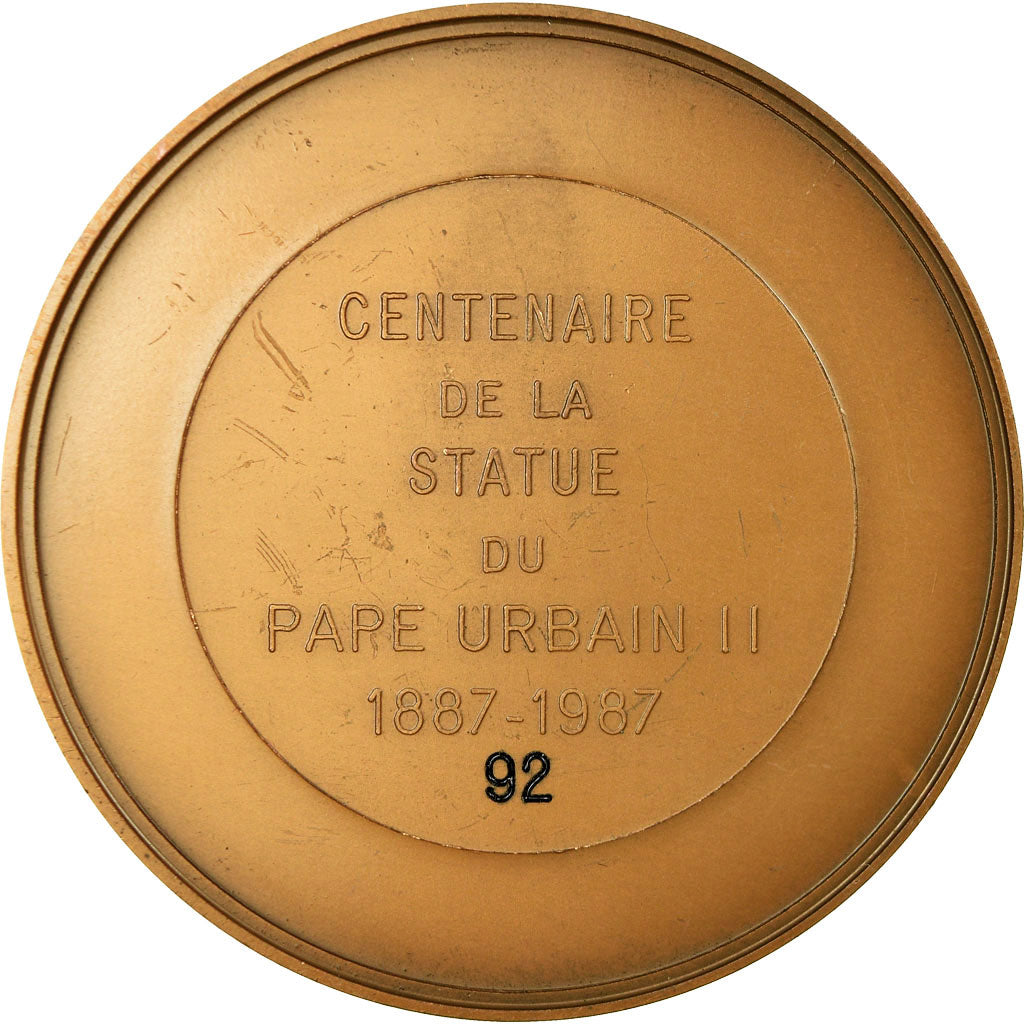 CENTENAIRE
DE LA
STATUE
DU
PAPE URBAIN II
1887-1987
92